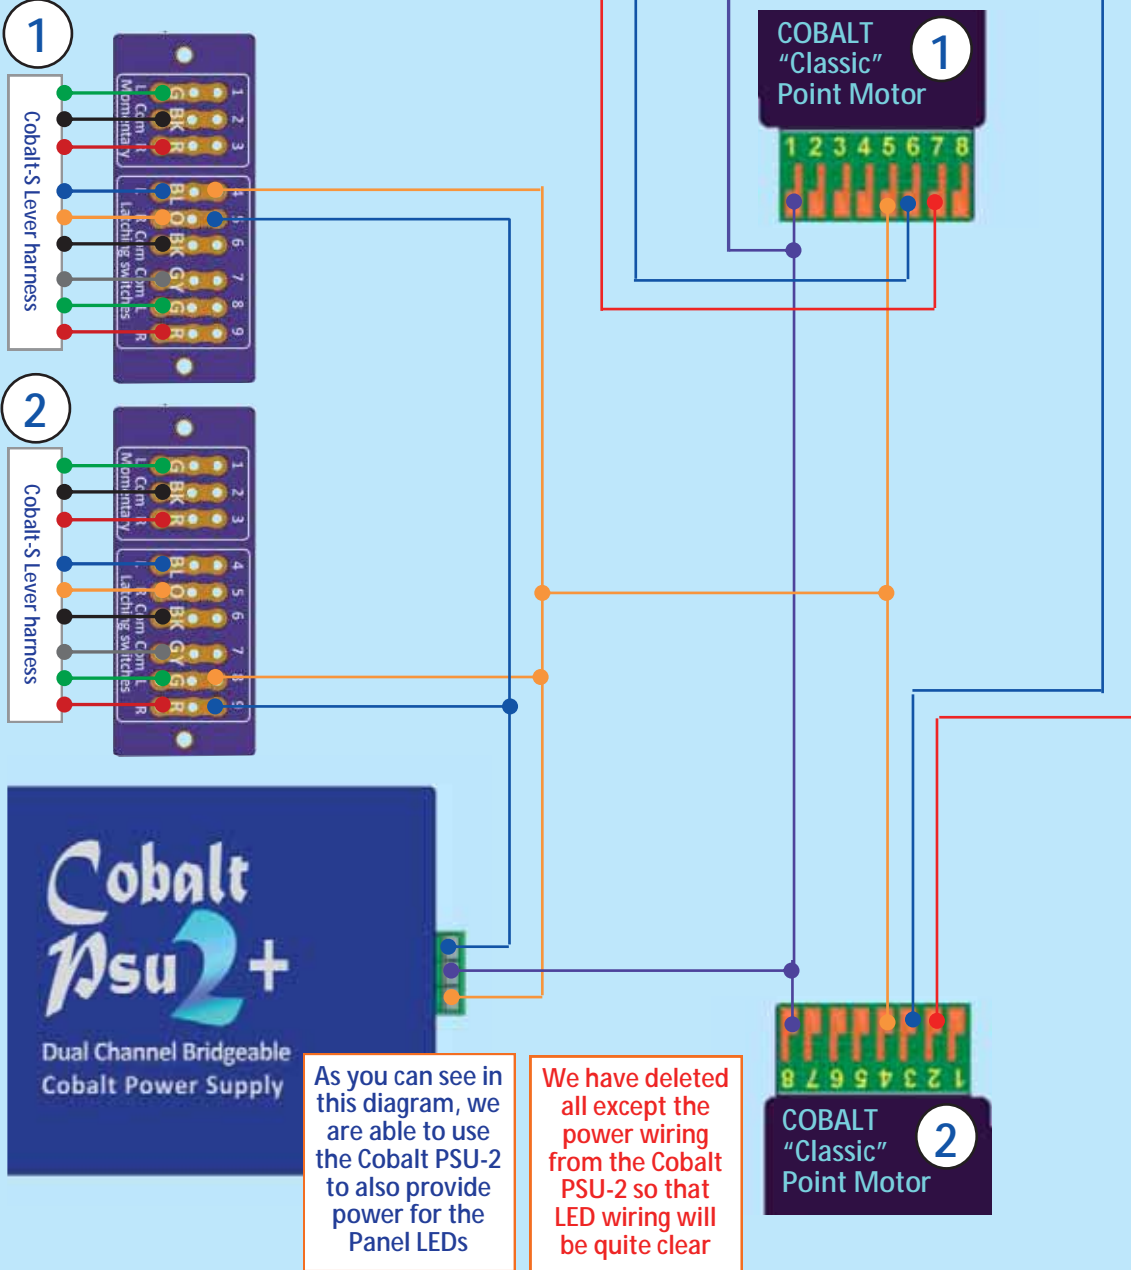 1
Cobalt-S Lever harness
L Com R
Momentary
G BK R
1 2 3
L R Com Com L R
Latching switches
BL O BK GY G R
4 5 6 7 8 9
COBALT
"Classic"
Point Motor
1
1 2 3 4 5 6 7 8
2
Cobalt-S Lever harness
L Com R
Momentary
G BK R
1 2 3
L R Com Com L R
Latching switches
BL O BK GY G R
4 5 6 7 8 9
Cobalt
Psu 2+
Dual Channel Bridgeable
Cobalt Power Supply
As you can see in
this diagram, we
are able to use
the Cobalt PSU-2
to also provide
power for the
Panel LEDs
We have deleted
all except the
power wiring
from the Cobalt
PSU-2 so that
LED wiring will
be quite clear
8 7 6 5 4 3 2 1
COBALT
"Classic"
Point Motor
2